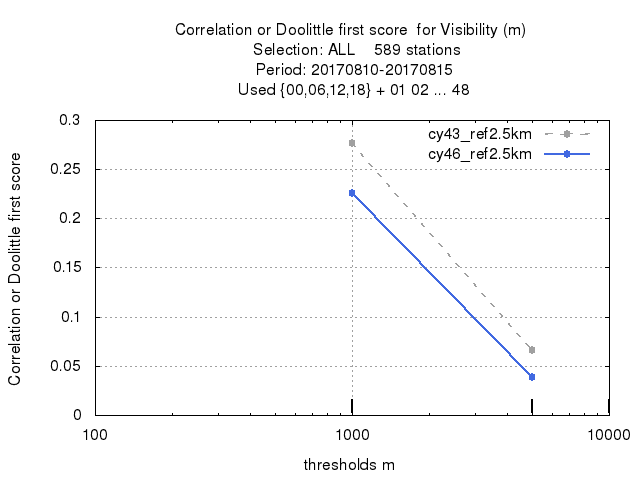 Correlation or Doolittle first score  for Visibility (m)
Selection: ALL    589 stations
Period: 20170810-20170815
Used {00,06,12,18} + 01 02 ... 48
cy43_ref2.5km
cy46_ref2.5km
0.3
0.25
0.2
0.15
0.1
0.05
0
Correlation or Doolittle first score
100
1000
10000
thresholds m